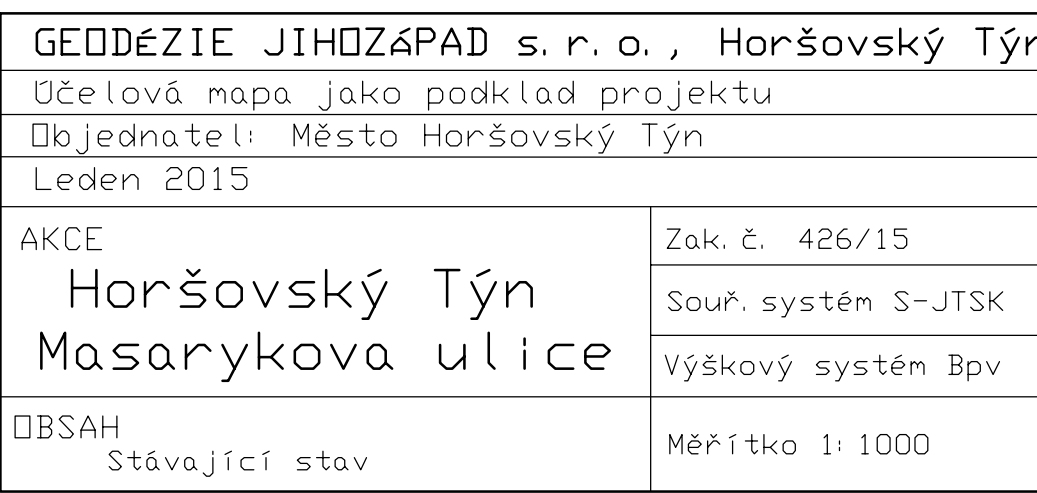 GEODÉZIE JIHOZÁPAD s.r.o., Horšovský Týn
Účelová mapa jako podklad projektu
Objednatel: Město Horšovský Týn
Leden 2015
AKCE
Horšovský Týn
Masarykova ulice
Zak. č. 426/15
Souř. systém S-JTSK
Výškový systém Bpv
OBSAH
Stávající stav
Měřítko 1:1000